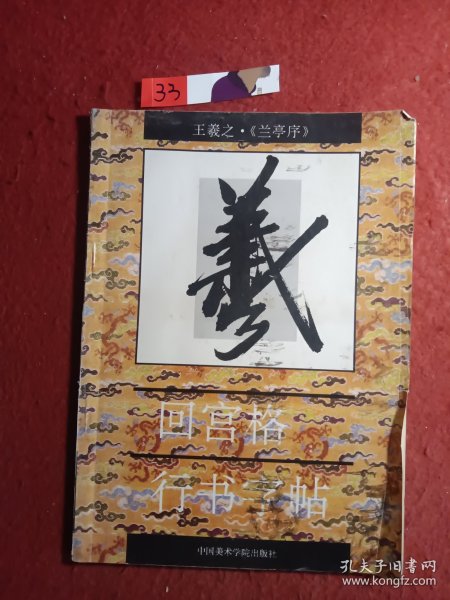 33
王羲之·《兰亭序》
羲
回宫格
行书字帖
中国美术学院出版社
孔夫子旧书网
www.kongfz.com